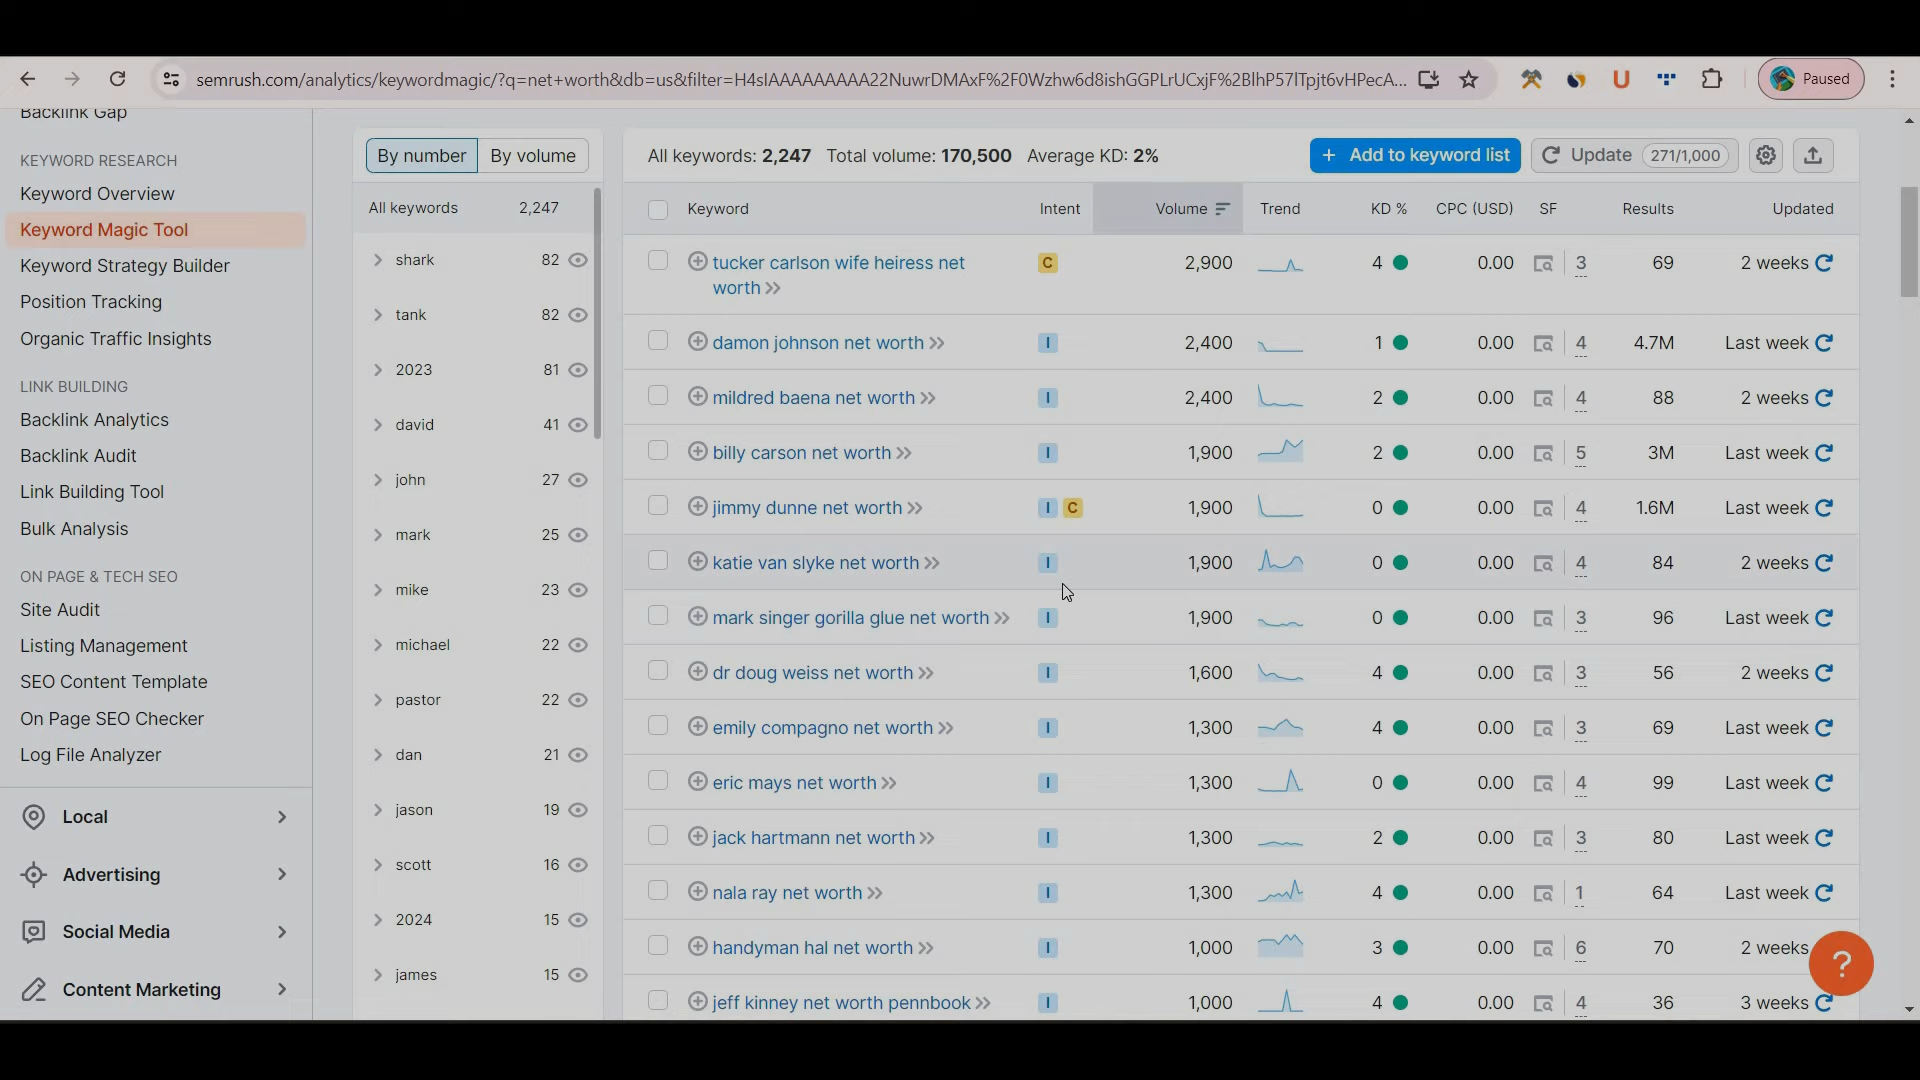 semrush.com/analytics/keywordmagic/?q=net+worth&db=us&filter=H4sIAAAAAAAAA22NuwrDMAxF%2F0Wzhw6d8ishGGPLrUCxjF%2BlhP57lTpjt6vHPecA...
Paused
Backlink Gap
KEYWORD RESEARCH
Keyword Overview
Keyword Magic Tool
Keyword Strategy Builder
Position Tracking
Organic Traffic Insights
LINK BUILDING
Backlink Analytics
Backlink Audit
Link Building Tool
Bulk Analysis
ON PAGE & TECH SEO
Site Audit
Listing Management
SEO Content Template
On Page SEO Checker
Log File Analyzer
Local
Advertising
Social Media
Content Marketing
By number By volume
All keywords 2,247
shark 82
tank 82
2023 81
david 41
john 27
mark 25
mike 23
michael 22
pastor 22
dan 21
jason 19
scott 16
2024 15
james 15
All keywords: 2,247 Total volume: 170,500 Average KD: 2%
+ Add to keyword list
Update 271/1,000
Keyword Intent Volume Trend KD % CPC (USD) SF Results Updated
tucker carlson wife heiress net C 2,900 4 0.00 3 69 2 weeks
worth
damon johnson net worth I 2,400 1 0.00 4 4.7M Last week
mildred baena net worth I 2,400 2 0.00 4 88 2 weeks
billy carson net worth I 1,900 2 0.00 5 3M Last week
jimmy dunne net worth I C 1,900 0 0.00 4 1.6M Last week
katie van slyke net worth I 1,900 0 0.00 4 84 2 weeks
mark singer gorilla glue net worth I 1,900 0 0.00 3 96 Last week
dr doug weiss net worth I 1,600 4 0.00 3 56 2 weeks
emily compagno net worth I 1,300 4 0.00 3 69 Last week
eric mays net worth I 1,300 0 0.00 4 99 Last week
jack hartmann net worth I 1,300 2 0.00 3 80 Last week
nala ray net worth I 1,300 4 0.00 1 64 Last week
handyman hal net worth I 1,000 3 0.00 6 70 2 weeks
jeff kinney net worth pennbook I 1,000 4 0.00 4 36 3 weeks
?